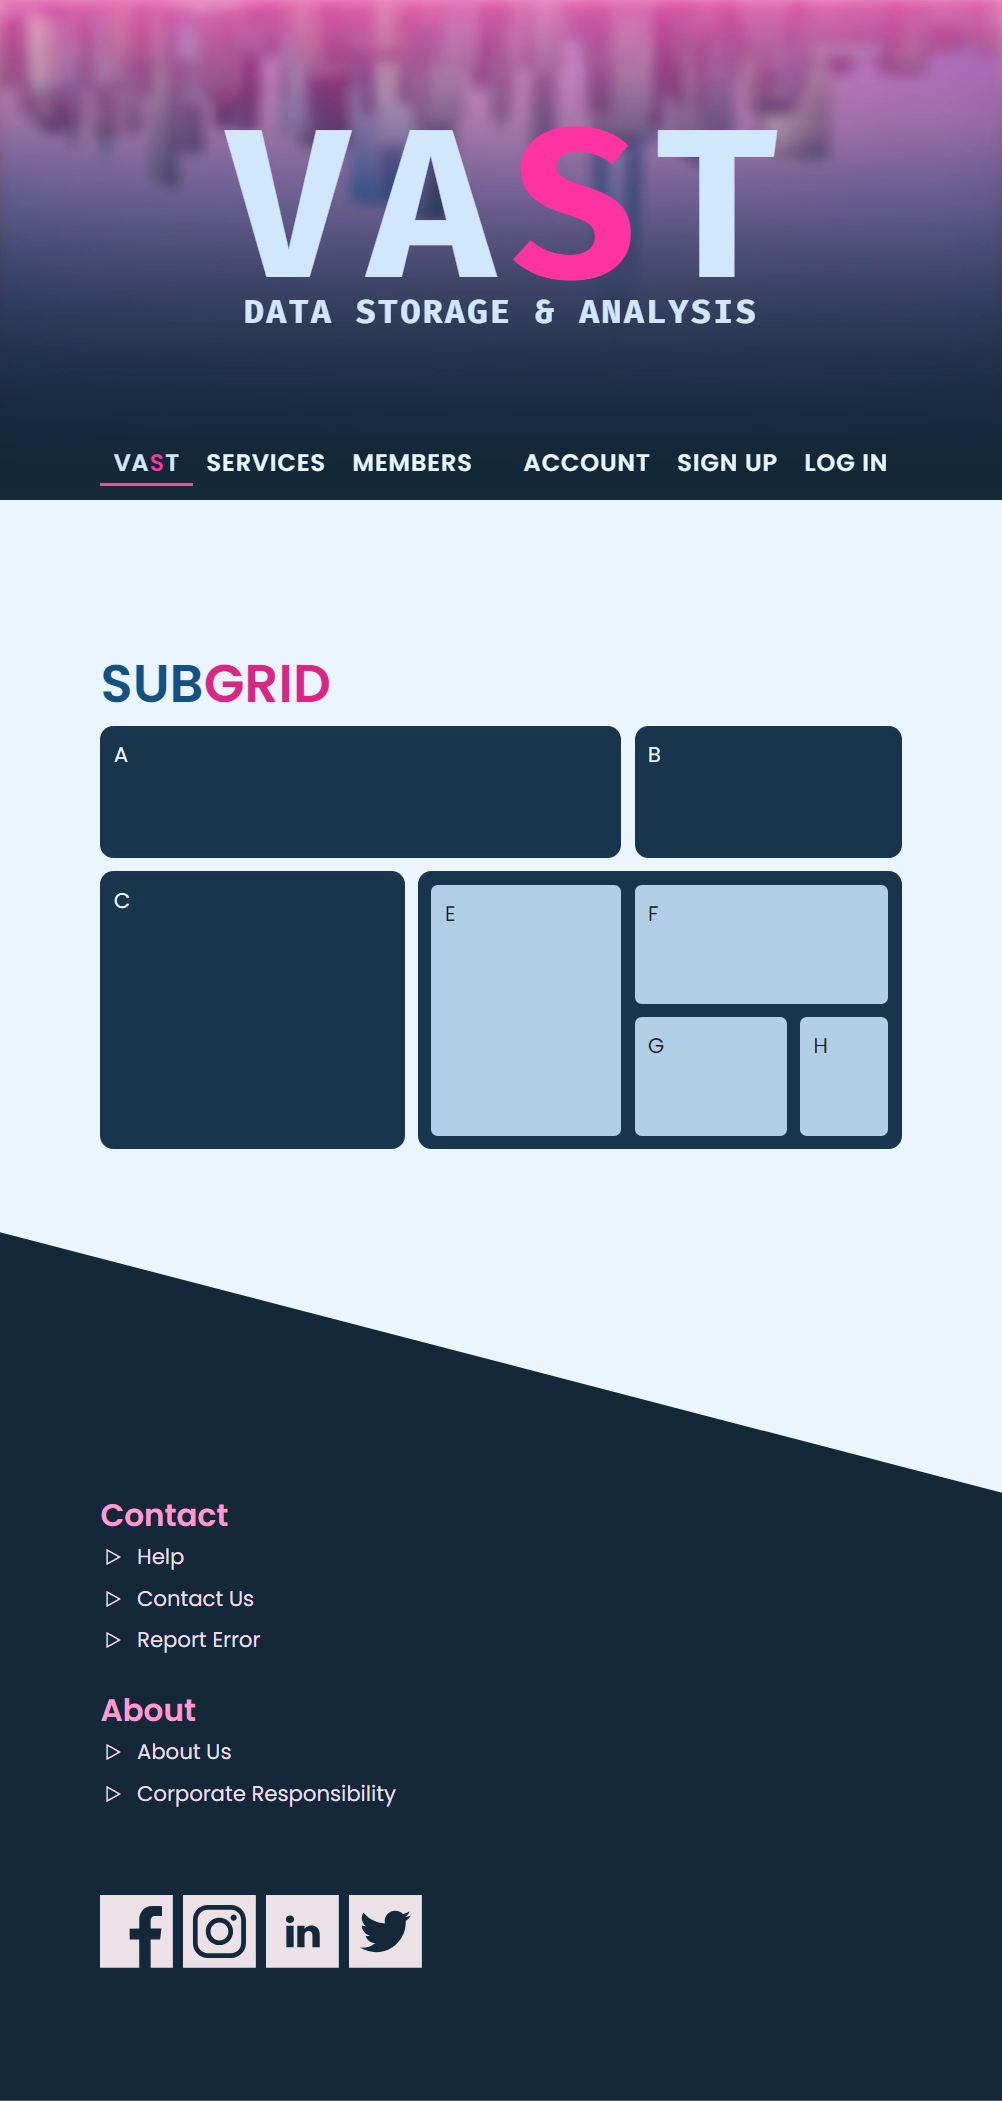 VAST
DATA STORAGE & ANALYSIS
VAST SERVICES MEMBERS ACCOUNT SIGN UP LOG IN
SUBGRID
A B
C E F
G H
Contact
Help
Contact Us
Report Error
About
About Us
Corporate Responsibility
in